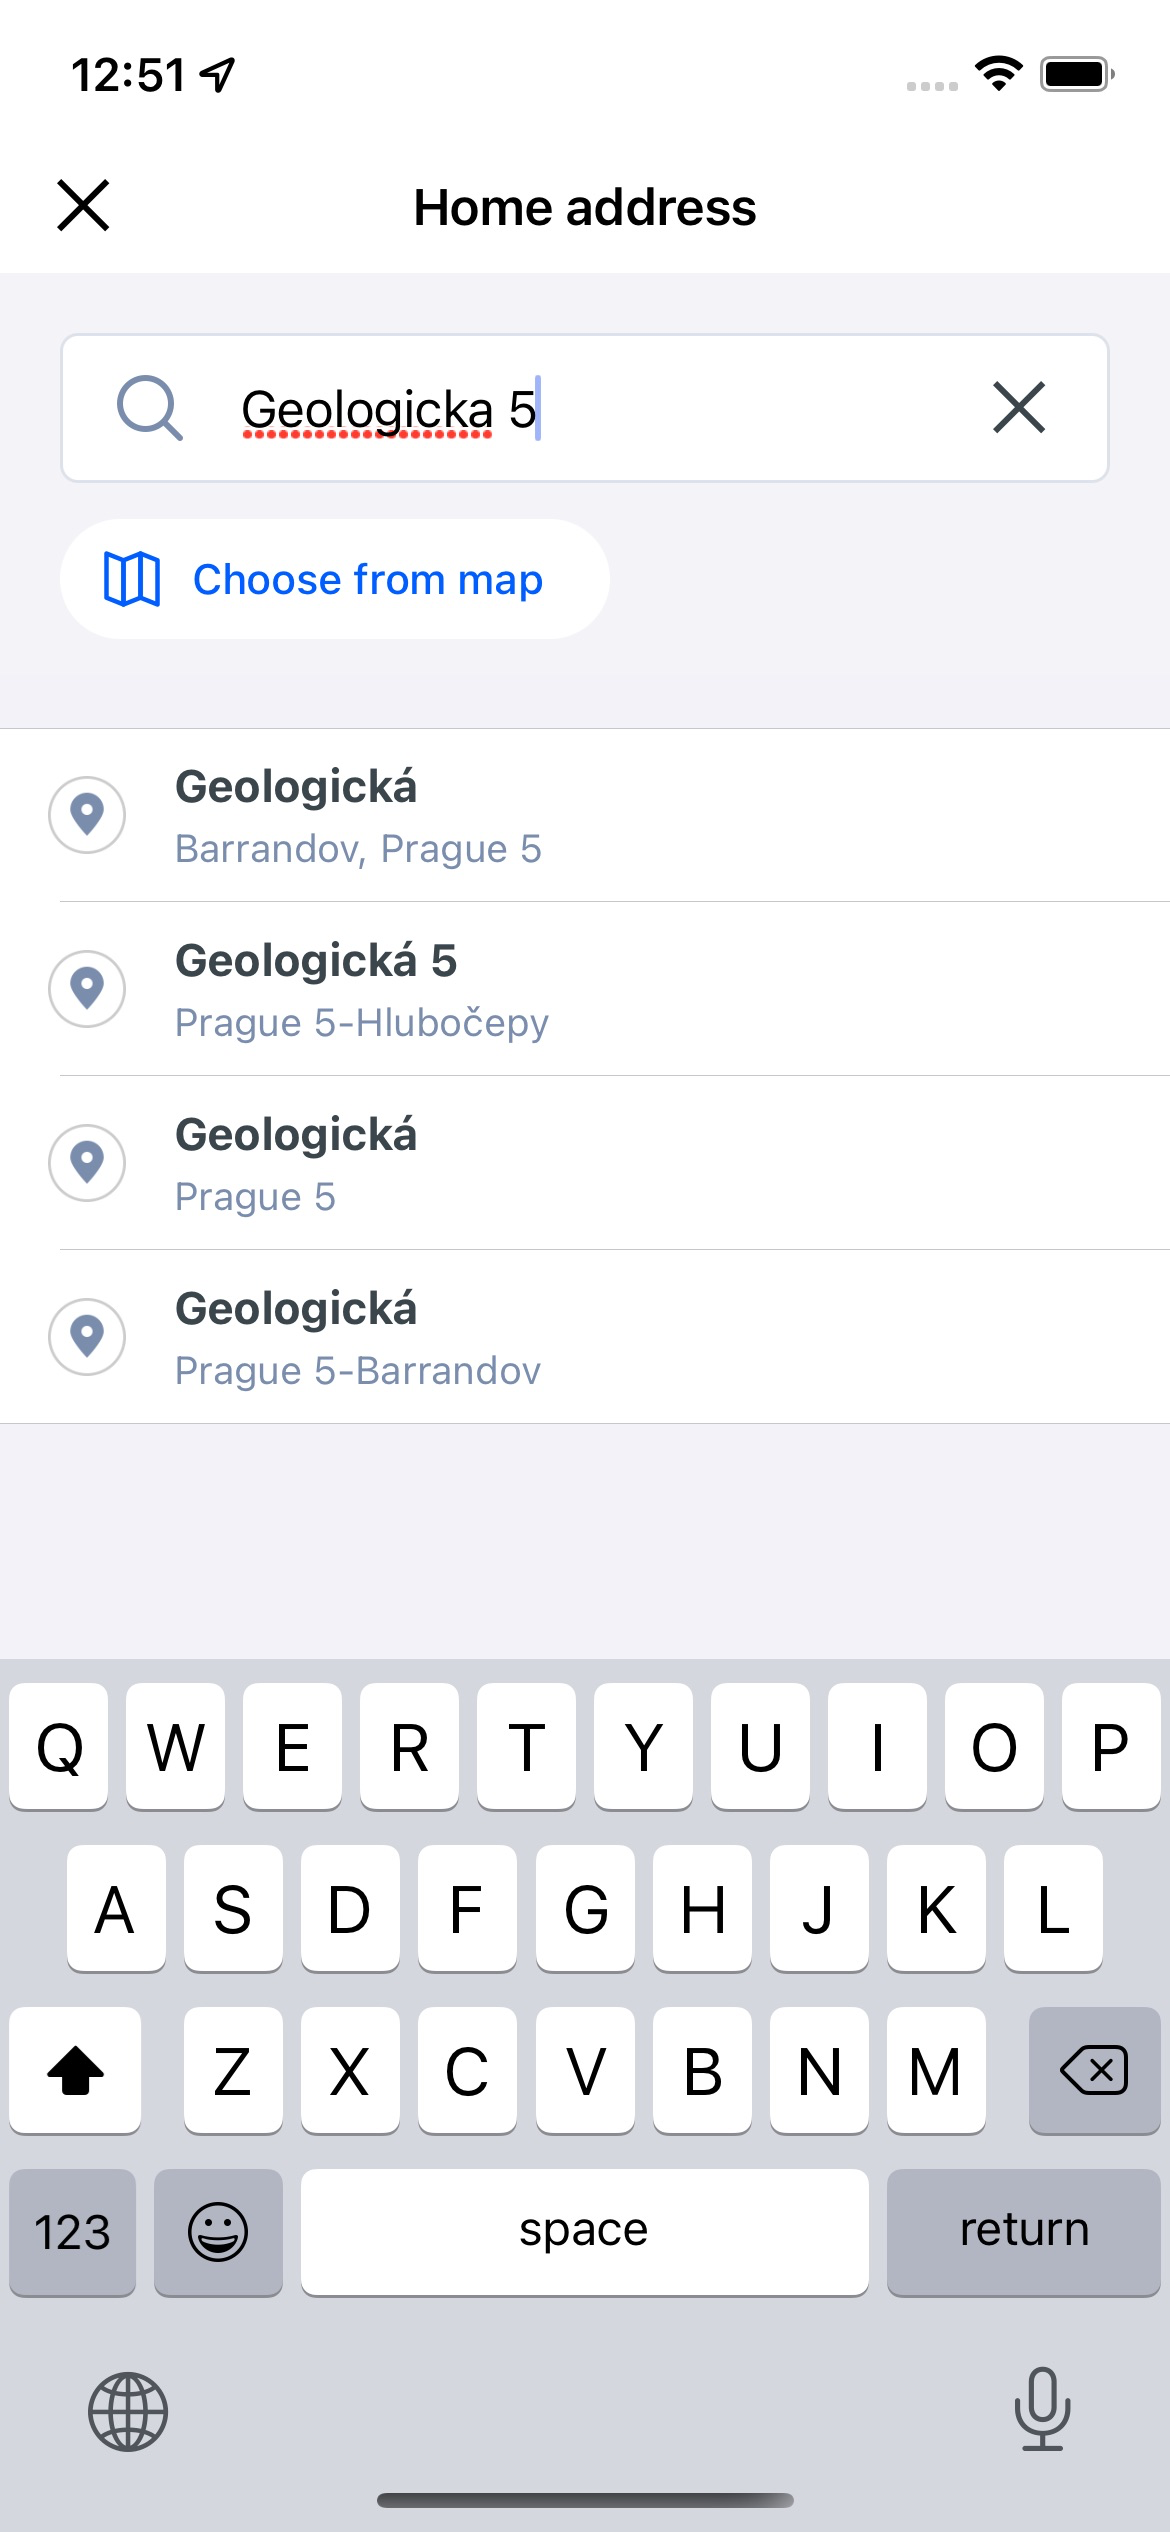 12:51
Home address
Geologicka 5
Choose from map
Geologická
Barrandov, Prague 5
Geologická 5
Prague 5-Hlubočepy
Geologická
Prague 5
Geologická
Prague 5-Barrandov
Q W E R T Y U I O P
A S D F G H J K L
Z X C V B N M
123 space return